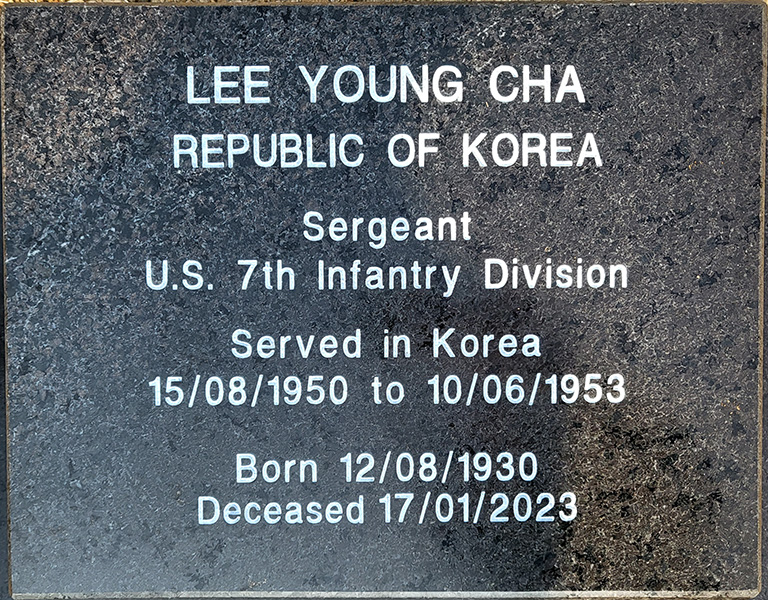 LEE YOUNG CHA
REPUBLIC OF KOREA
Sergeant
U.S. 7th Infantry Division
Served in Korea
15/08/1950 to 10/06/1953
Born 12/08/1930
Deceased 17/01/2023